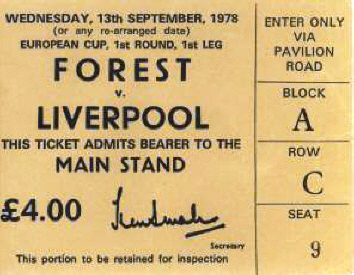 WEDNESDAY, 13th SEPTEMBER, 1978
(or any re-arranged date)
EUROPEAN CUP, 1st ROUND, 1st LEG
FOREST
v.
LIVERPOOL
THIS TICKET ADMITS BEARER TO THE
MAIN STAND
£4.00
Secretary
This portion to be retained for inspection
ENTER ONLY
VIA
PAVILION
ROAD
BLOCK
A
ROW
C
SEAT
9